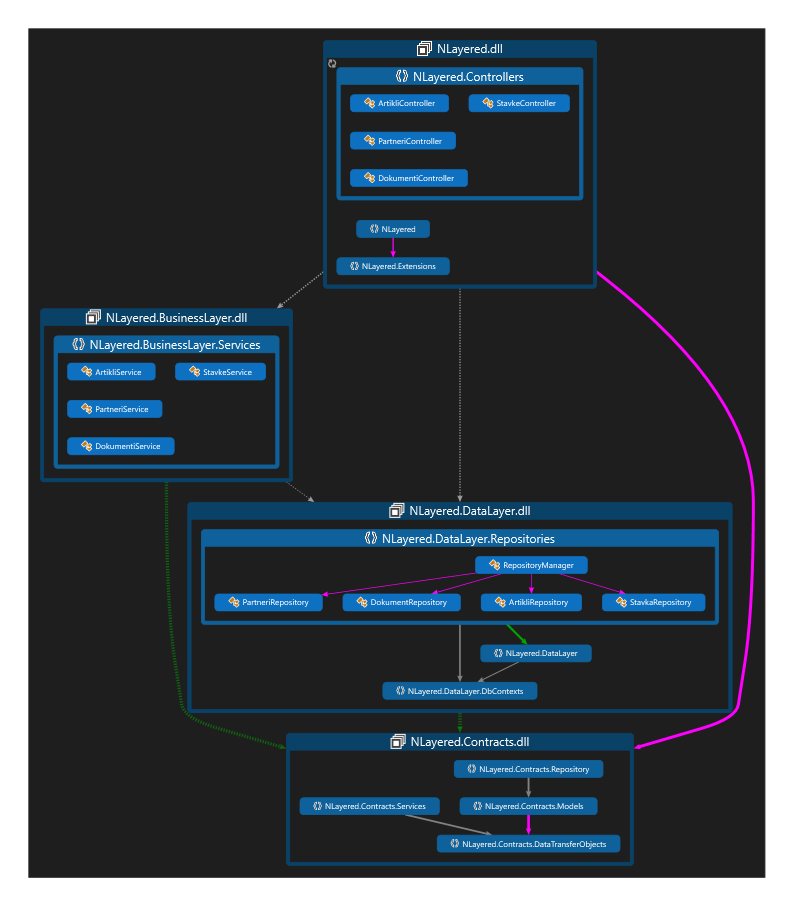 NLayered.dll
NLayered.Controllers
ArtikliController
StavkeController
PartneriController
DokumentiController
NLayered
NLayered.Extensions
NLayered.BusinessLayer.dll
NLayered.BusinessLayer.Services
ArtikliService
StavkeService
PartneriService
DokumentiService
NLayered.DataLayer.dll
NLayered.DataLayer.Repositories
RepositoryManager
PartneriRepository
DokumentRepository
ArtikliRepository
StavkaRepository
NLayered.DataLayer
NLayered.DataLayer.DbContexts
NLayered.Contracts.dll
NLayered.Contracts.Repository
NLayered.Contracts.Services
NLayered.Contracts.Models
NLayered.Contracts.DataTransferObjects